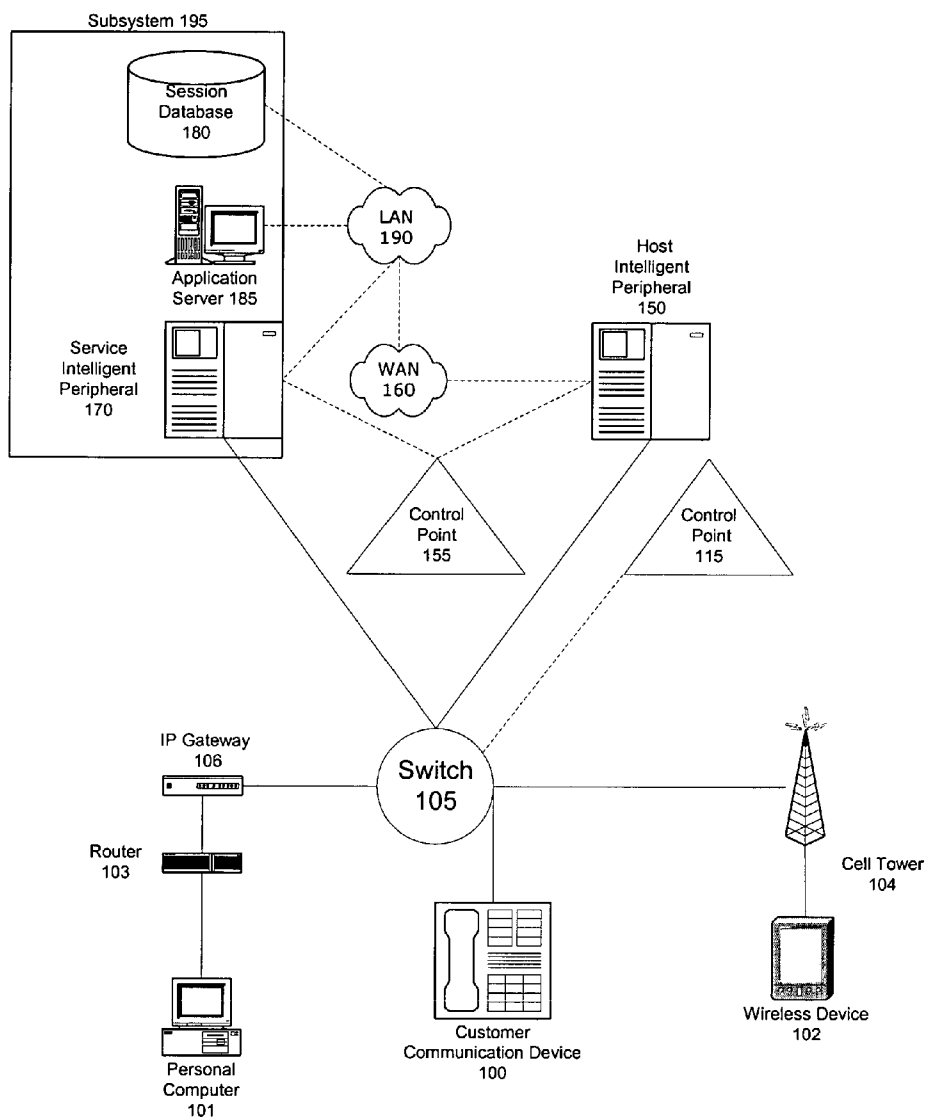 Subsystem 195
Session
Database
180
LAN
190
Application
Server 185
Host
Intelligent
Peripheral
150
Service
Intelligent
Peripheral
170
WAN
160
Control
Point
155
Control
Point
115
IP Gateway
106
Switch
105
Router
103
Cell Tower
104
Wireless Device
102
Customer
Communication Device
100
Personal
Computer
101